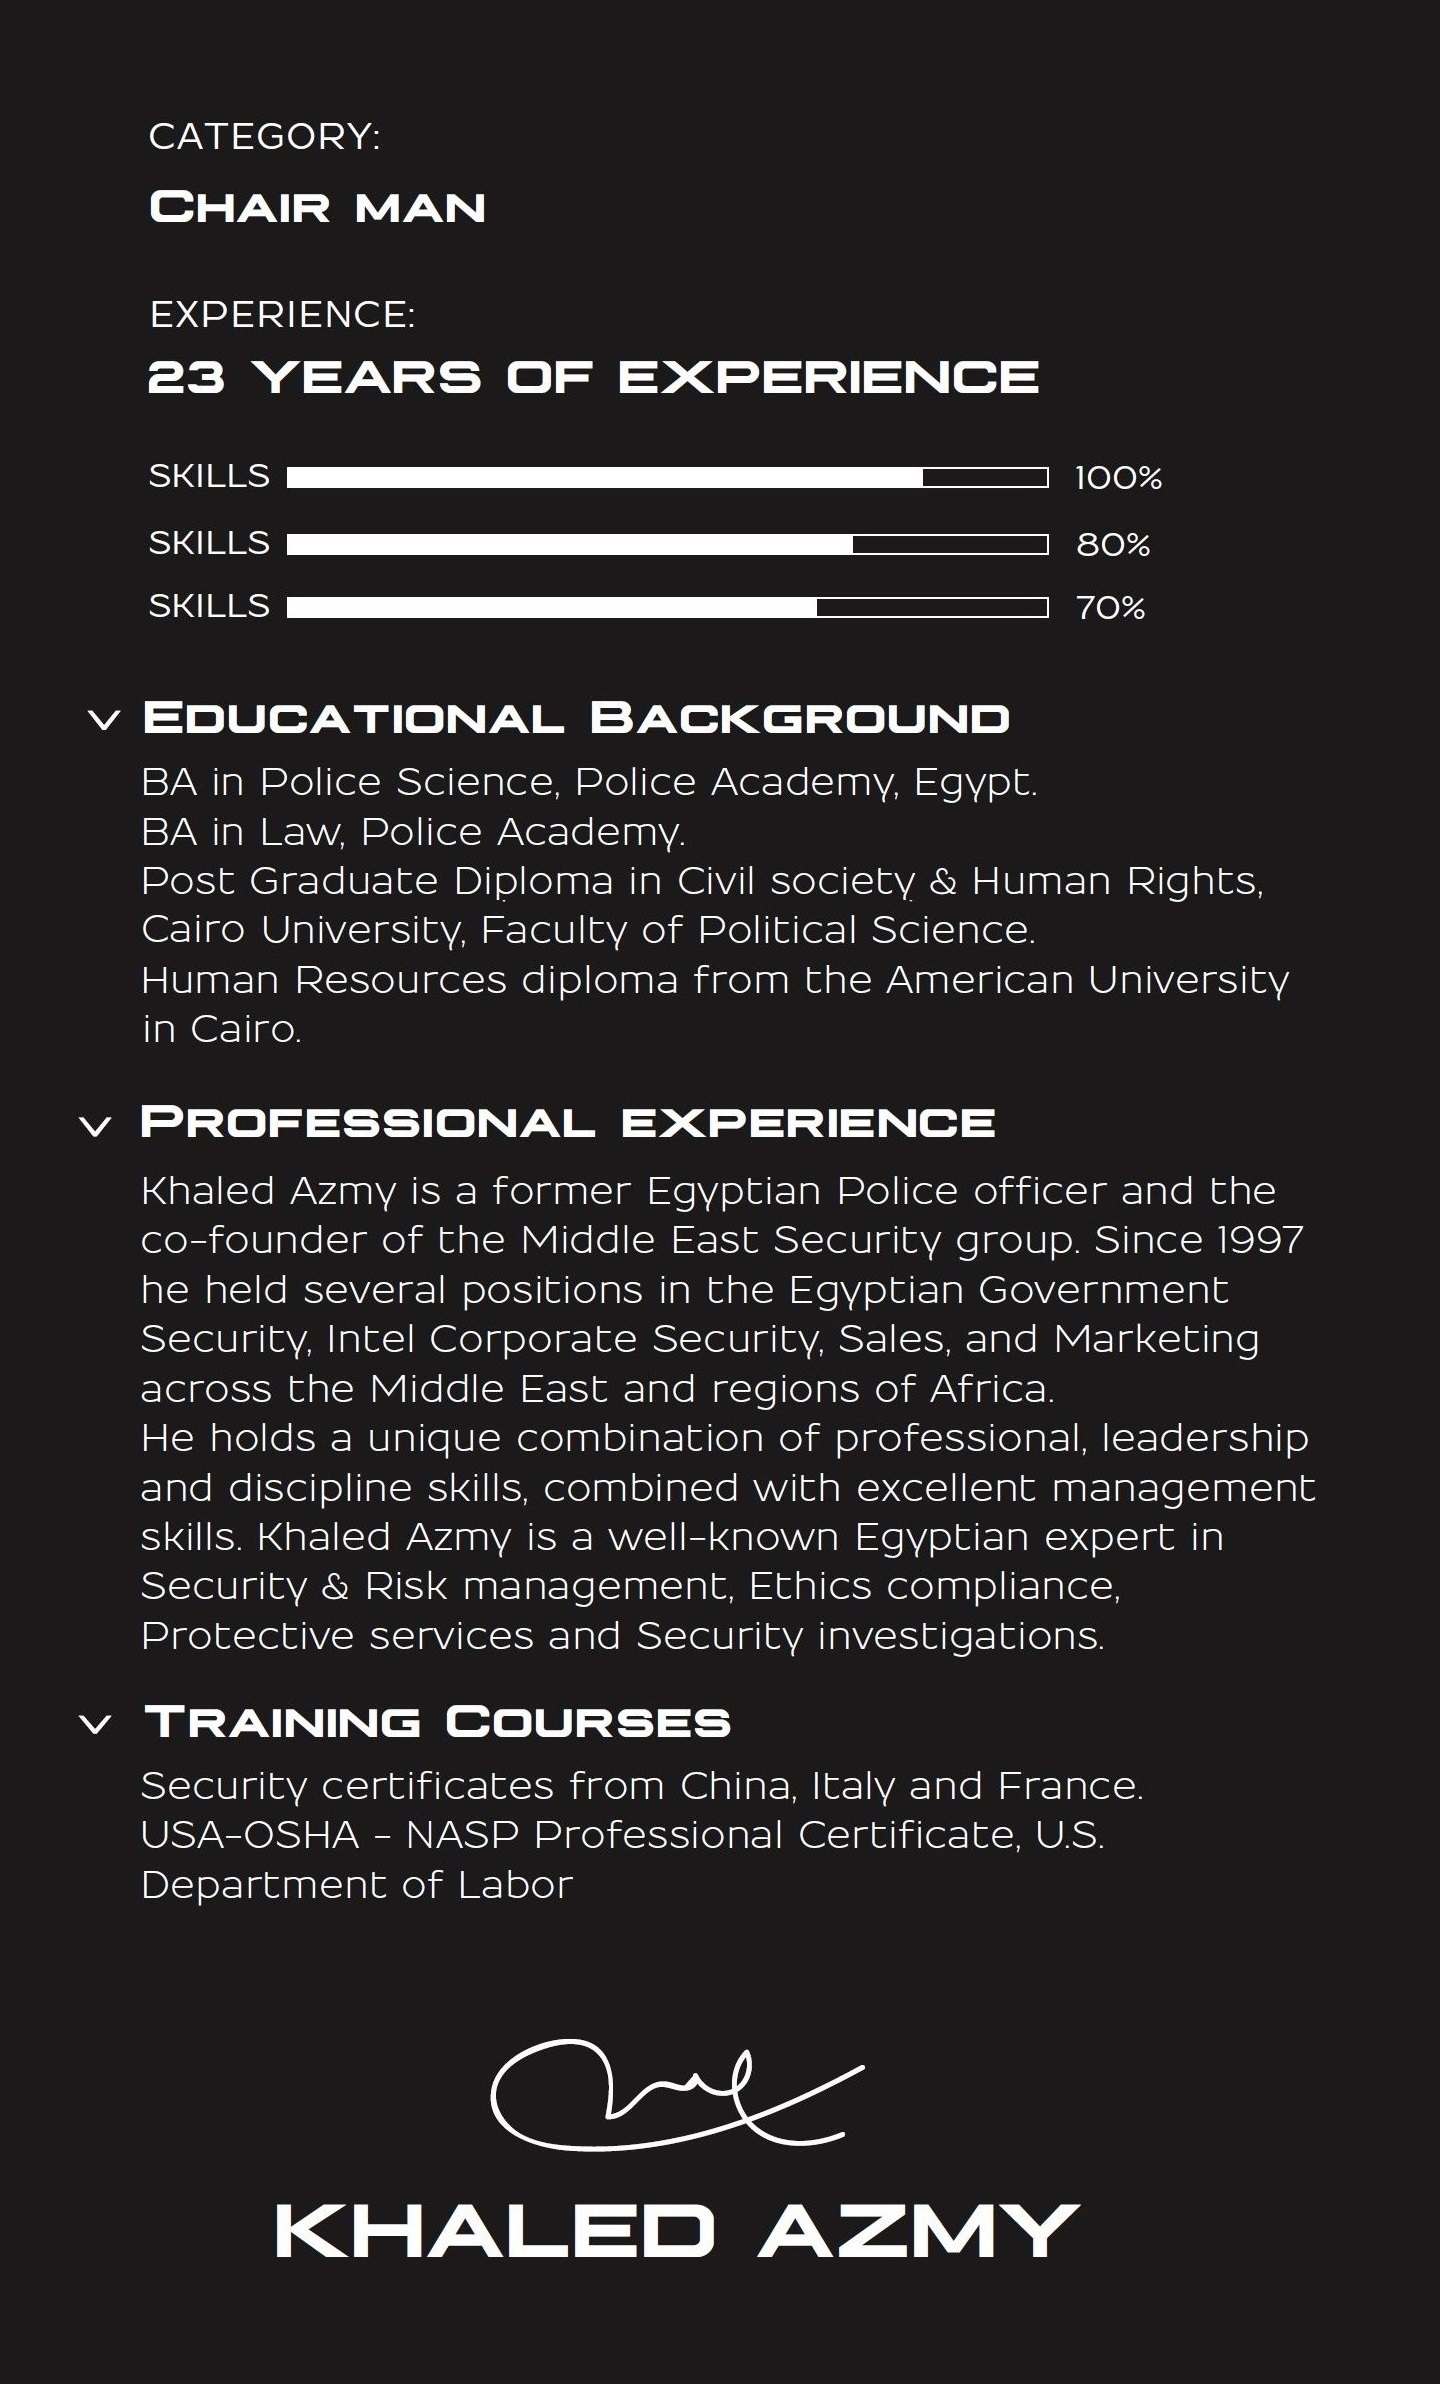 CATEGORY:
CHAIR MAN
EXPERIENCE:
23 YEARS OF EXPERIENCE
SKILLS 100%
SKILLS 80%
SKILLS 70%
EDUCATIONAL BACKGROUND
BA in Police Science, Police Academy, Egypt.
BA in Law, Police Academy.
Post Graduate Diploma in Civil society & Human Rights,
Cairo University, Faculty of Political Science.
Human Resources diploma from the American University
in Cairo.
PROFESSIONAL EXPERIENCE
Khaled Azmy is a former Egyptian Police officer and the
co-founder of the Middle East Security group. Since 1997
he held several positions in the Egyptian Government
Security, Intel Corporate Security, Sales, and Marketing
across the Middle East and regions of Africa.
He holds a unique combination of professional, leadership
and discipline skills, combined with excellent management
skills. Khaled Azmy is a well-known Egyptian expert in
Security & Risk management, Ethics compliance,
Protective services and Security investigations.
TRAINING COURSES
Security certificates from China, Italy and France.
USA-OSHA - NASP Professional Certificate, U.S.
Department of Labor
KHALED AZMY